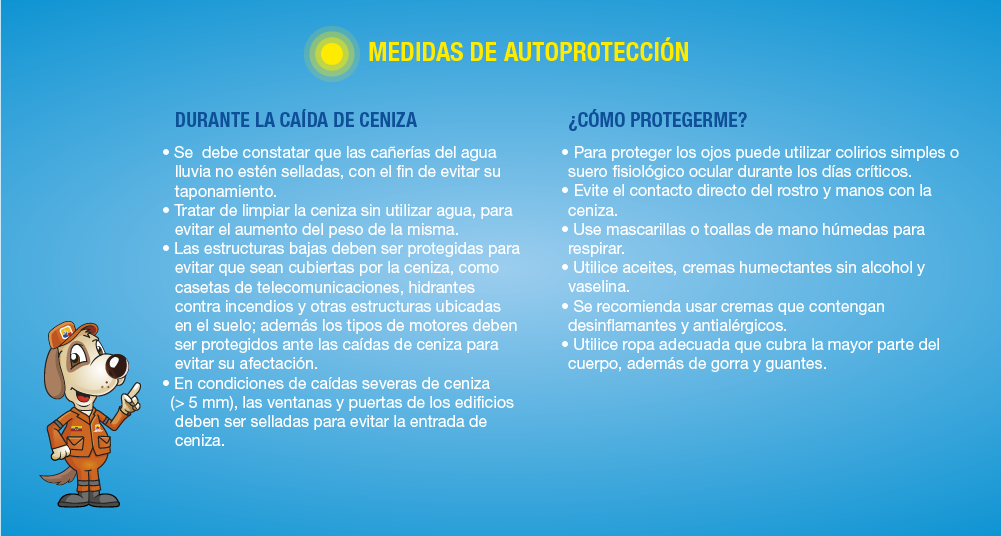 MEDIDAS DE AUTOPROTECCIÓN
DURANTE LA CAÍDA DE CENIZA
• Se debe constatar que las cañerías del agua
lluvia no estén selladas, con el fin de evitar su
taponamiento.
• Tratar de limpiar la ceniza sin utilizar agua, para
evitar el aumento del peso de la misma.
• Las estructuras bajas deben ser protegidas para
evitar que sean cubiertas por la ceniza, como
casetas de telecomunicaciones, hidrantes
contra incendios y otras estructuras ubicadas
en el suelo; además los tipos de motores deben
ser protegidos ante las caídas de ceniza para
evitar su afectación.
• En condiciones de caídas severas de ceniza
(> 5 mm), las ventanas y puertas de los edificios
deben ser selladas para evitar la entrada de
ceniza.
¿CÓMO PROTEGERME?
• Para proteger los ojos puede utilizar colirios simples o
suero fisiológico ocular durante los días críticos.
• Evite el contacto directo del rostro y manos con la
ceniza.
• Use mascarillas o toallas de mano húmedas para
respirar.
• Utilice aceites, cremas humectantes sin alcohol y
vaselina.
• Se recomienda usar cremas que contengan
desinflamantes y antialérgicos.
• Utilice ropa adecuada que cubra la mayor parte del
cuerpo, además de gorra y guantes.